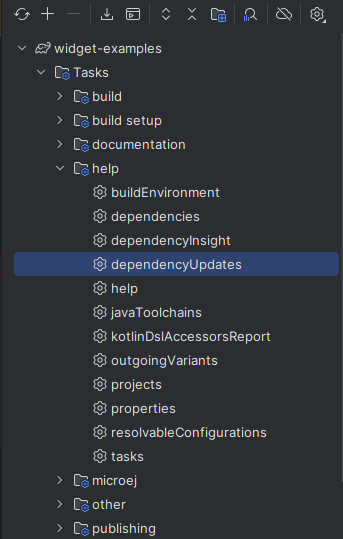 widget-examples
Tasks
build
build setup
documentation
help
buildEnvironment
dependencies
dependencyInsight
dependencyUpdates
help
javaToolchains
kotlinDslAccessorsReport
outgoingVariants
projects
properties
resolvableConfigurations
tasks
microej
other
publishing